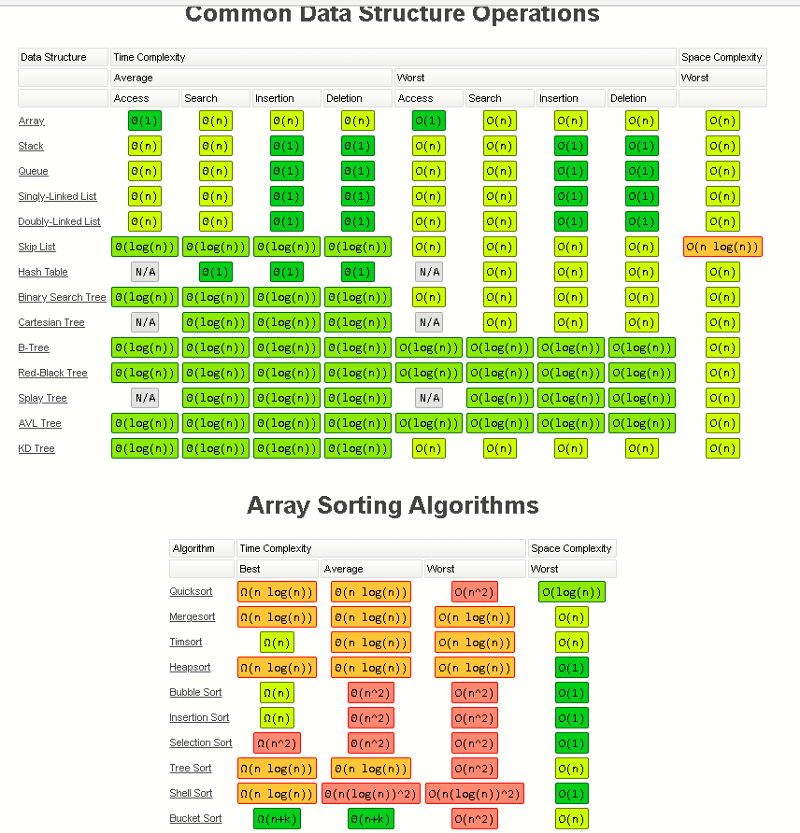 Common Data Structure Operations
Data Structure Time Complexity Space Complexity
Average Worst Worst
Access Search Insertion Deletion Access Search Insertion Deletion
Array Θ(1) Θ(n) Θ(n) Θ(n) O(1) O(n) O(n) O(n) O(n)
Stack Θ(n) Θ(n) Θ(1) Θ(1) O(n) O(n) O(1) O(1) O(n)
Queue Θ(n) Θ(n) Θ(1) Θ(1) O(n) O(n) O(1) O(1) O(n)
Singly-Linked List Θ(n) Θ(n) Θ(1) Θ(1) O(n) O(n) O(1) O(1) O(n)
Doubly-Linked List Θ(n) Θ(n) Θ(1) Θ(1) O(n) O(n) O(1) O(1) O(n)
Skip List Θ(log(n)) Θ(log(n)) Θ(log(n)) Θ(log(n)) O(n) O(n) O(n) O(n) O(n log(n))
Hash Table N/A Θ(1) Θ(1) Θ(1) N/A O(n) O(n) O(n) O(n)
Binary Search Tree Θ(log(n)) Θ(log(n)) Θ(log(n)) Θ(log(n)) O(n) O(n) O(n) O(n) O(n)
Cartesian Tree N/A Θ(log(n)) Θ(log(n)) Θ(log(n)) N/A O(n) O(n) O(n) O(n)
B-Tree Θ(log(n)) Θ(log(n)) Θ(log(n)) Θ(log(n)) O(log(n)) O(log(n)) O(log(n)) O(log(n)) O(n)
Red-Black Tree Θ(log(n)) Θ(log(n)) Θ(log(n)) Θ(log(n)) O(log(n)) O(log(n)) O(log(n)) O(log(n)) O(n)
Splay Tree N/A Θ(log(n)) Θ(log(n)) Θ(log(n)) N/A O(log(n)) O(log(n)) O(log(n)) O(n)
AVL Tree Θ(log(n)) Θ(log(n)) Θ(log(n)) Θ(log(n)) O(log(n)) O(log(n)) O(log(n)) O(log(n)) O(n)
KD Tree Θ(log(n)) Θ(log(n)) Θ(log(n)) Θ(log(n)) O(n) O(n) O(n) O(n) O(n)
Array Sorting Algorithms
Algorithm Time Complexity Space Complexity
Best Average Worst Worst
Quicksort Ω(n log(n)) Θ(n log(n)) O(n^2) O(log(n))
Mergesort Ω(n log(n)) Θ(n log(n)) O(n log(n)) O(n)
Timsort Ω(n) Θ(n log(n)) O(n log(n)) O(n)
Heapsort Ω(n log(n)) Θ(n log(n)) O(n log(n)) O(1)
Bubble Sort Ω(n) Θ(n^2) O(n^2) O(1)
Insertion Sort Ω(n) Θ(n^2) O(n^2) O(1)
Selection Sort Ω(n^2) Θ(n^2) O(n^2) O(1)
Tree Sort Ω(n log(n)) Θ(n log(n)) O(n^2) O(n)
Shell Sort Ω(n log(n)) Θ(n(log(n))^2) O(n(log(n))^2) O(1)
Bucket Sort Ω(n+k) Θ(n+k) O(n^2) O(n)